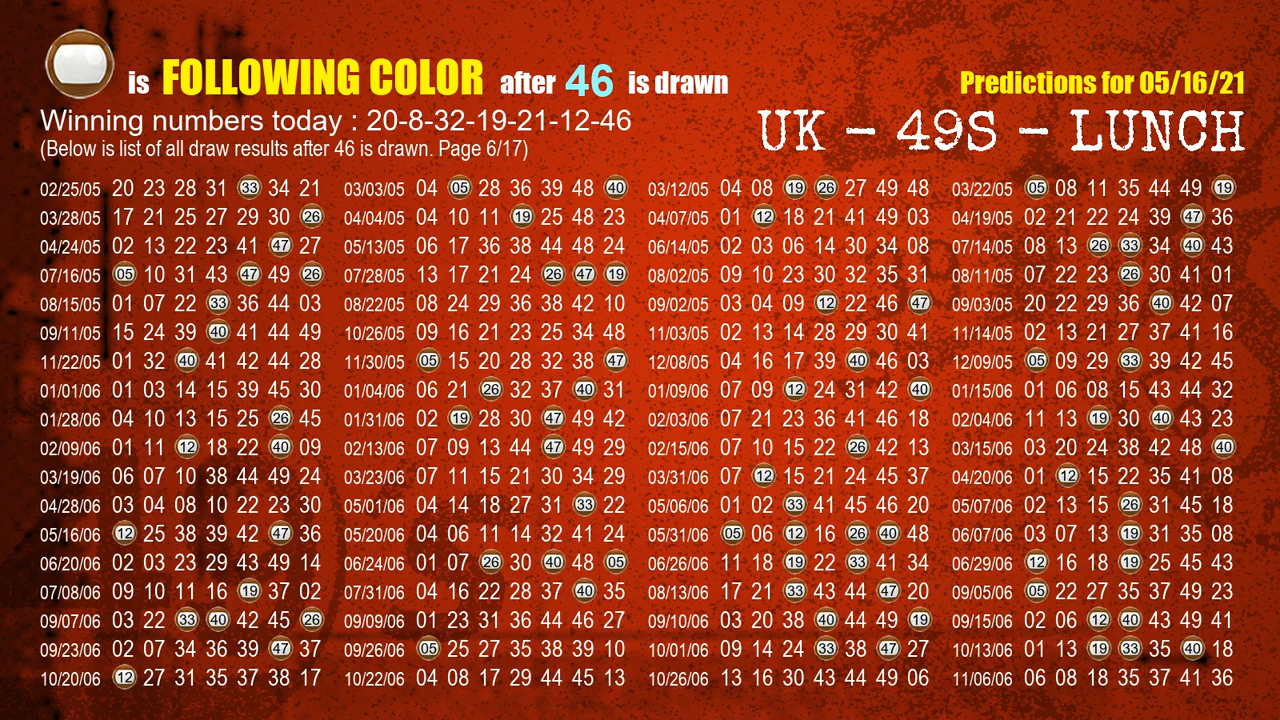 is FOLLOWING COLOR after 46 is drawn
Predictions for 05/16/21
Winning numbers today : 20-8-32-19-21-12-46
UK - 49S - LUNCH
(Below is list of all draw results after 46 is drawn. Page 6/17)
02/25/05 20 23 28 31 33 34 21 03/03/05 04 05 28 36 39 48 40 03/12/05 04 08 19 26 27 49 48 03/22/05 05 08 11 35 44 49 19
03/28/05 17 21 25 27 29 30 26 04/04/05 04 10 11 19 25 48 23 04/07/05 01 12 18 21 41 49 03 04/19/05 02 21 22 24 39 47 36
04/24/05 02 13 22 23 41 47 27 05/13/05 06 17 36 38 44 48 24 06/14/05 02 03 06 14 30 34 08 07/14/05 08 13 26 33 34 40 43
07/16/05 05 10 31 43 47 49 26 07/28/05 13 17 21 24 26 47 19 08/02/05 09 10 23 30 32 35 31 08/11/05 07 22 23 26 30 41 01
08/15/05 01 07 22 33 36 44 03 08/22/05 08 24 29 36 38 42 10 09/02/05 03 04 09 12 22 46 47 09/03/05 20 22 29 36 40 42 07
09/11/05 15 24 39 40 41 44 49 10/26/05 09 16 21 23 25 34 48 11/03/05 02 13 14 28 29 30 41 11/14/05 02 13 21 27 37 41 16
11/22/05 01 32 40 41 42 44 28 11/30/05 05 15 20 28 32 38 47 12/08/05 04 16 17 39 40 46 03 12/09/05 05 09 29 33 39 42 45
01/01/06 01 03 14 15 39 45 30 01/04/06 06 21 26 32 37 40 31 01/09/06 07 09 12 24 31 42 40 01/15/06 01 06 08 15 43 44 32
01/28/06 04 10 13 15 25 26 45 01/31/06 02 19 28 30 47 49 42 02/03/06 07 21 23 36 41 46 18 02/04/06 11 13 19 30 40 43 23
02/09/06 01 11 12 18 22 40 09 02/13/06 07 09 13 44 47 49 29 02/15/06 07 10 15 22 26 42 13 03/15/06 03 20 24 38 42 48 40
03/19/06 06 07 10 38 44 49 24 03/23/06 07 11 15 21 30 34 29 03/31/06 07 12 15 21 24 45 37 04/20/06 01 12 15 22 35 41 08
04/28/06 03 04 08 10 22 23 30 05/01/06 04 14 18 27 31 33 22 05/06/06 01 02 33 41 45 46 20 05/07/06 02 13 15 26 31 45 18
05/16/06 12 25 38 39 42 47 36 05/20/06 04 06 11 14 32 41 24 05/31/06 05 06 12 16 26 40 48 06/07/06 03 07 13 19 31 35 08
06/20/06 02 03 23 29 43 49 14 06/24/06 01 07 26 30 40 48 05 06/26/06 11 18 19 22 33 41 34 06/29/06 12 16 18 19 25 45 43
07/08/06 09 10 11 16 19 37 02 07/31/06 04 16 22 28 37 40 35 08/13/06 17 21 33 43 44 47 20 09/05/06 05 22 27 35 37 49 23
09/07/06 03 22 33 40 42 45 26 09/09/06 01 23 31 36 44 46 27 09/10/06 03 20 38 40 44 49 19 09/15/06 02 06 12 40 43 49 41
09/23/06 02 07 34 36 39 47 37 09/26/06 05 25 27 35 38 39 10 10/01/06 09 14 24 33 38 47 27 10/13/06 01 13 19 33 35 40 18
10/20/06 12 27 31 35 37 38 17 10/22/06 04 08 17 29 44 45 13 10/26/06 13 16 30 43 44 49 06 11/06/06 06 08 18 35 37 41 36